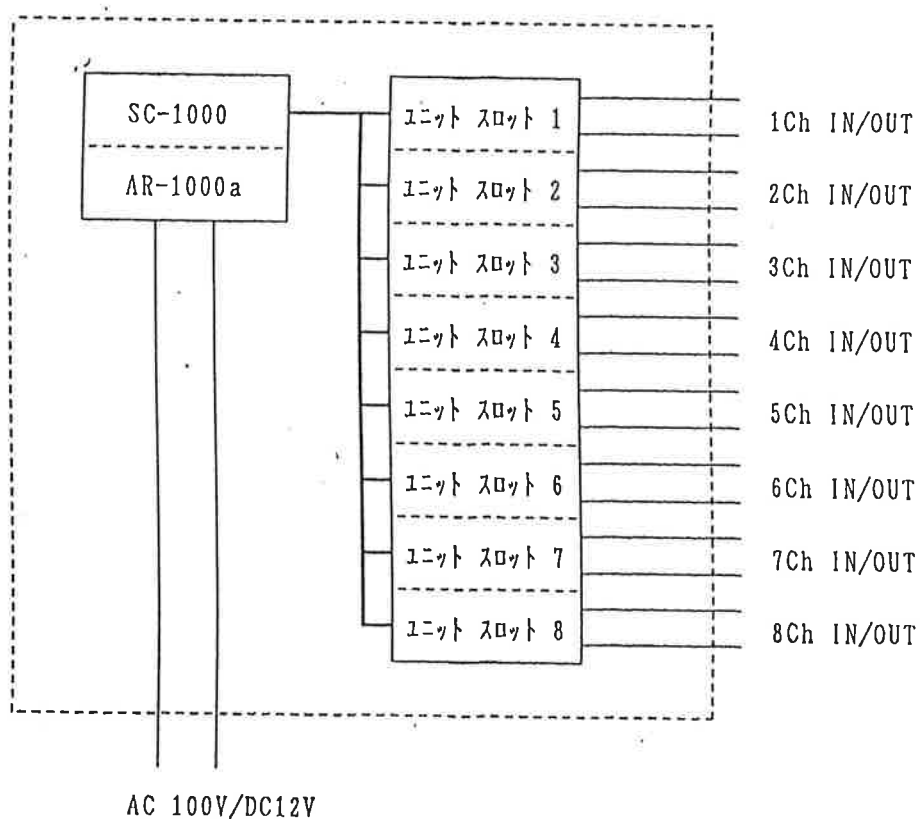 SC-1000
AR-1000a
ユニット スロット 1
ユニット スロット 2
ユニット スロット 3
ユニット スロット 4
ユニット スロット 5
ユニット スロット 6
ユニット スロット 7
ユニット スロット 8
1Ch IN/OUT
2Ch IN/OUT
3Ch IN/OUT
4Ch IN/OUT
5Ch IN/OUT
6Ch IN/OUT
7Ch IN/OUT
8Ch IN/OUT
AC 100V/DC12V